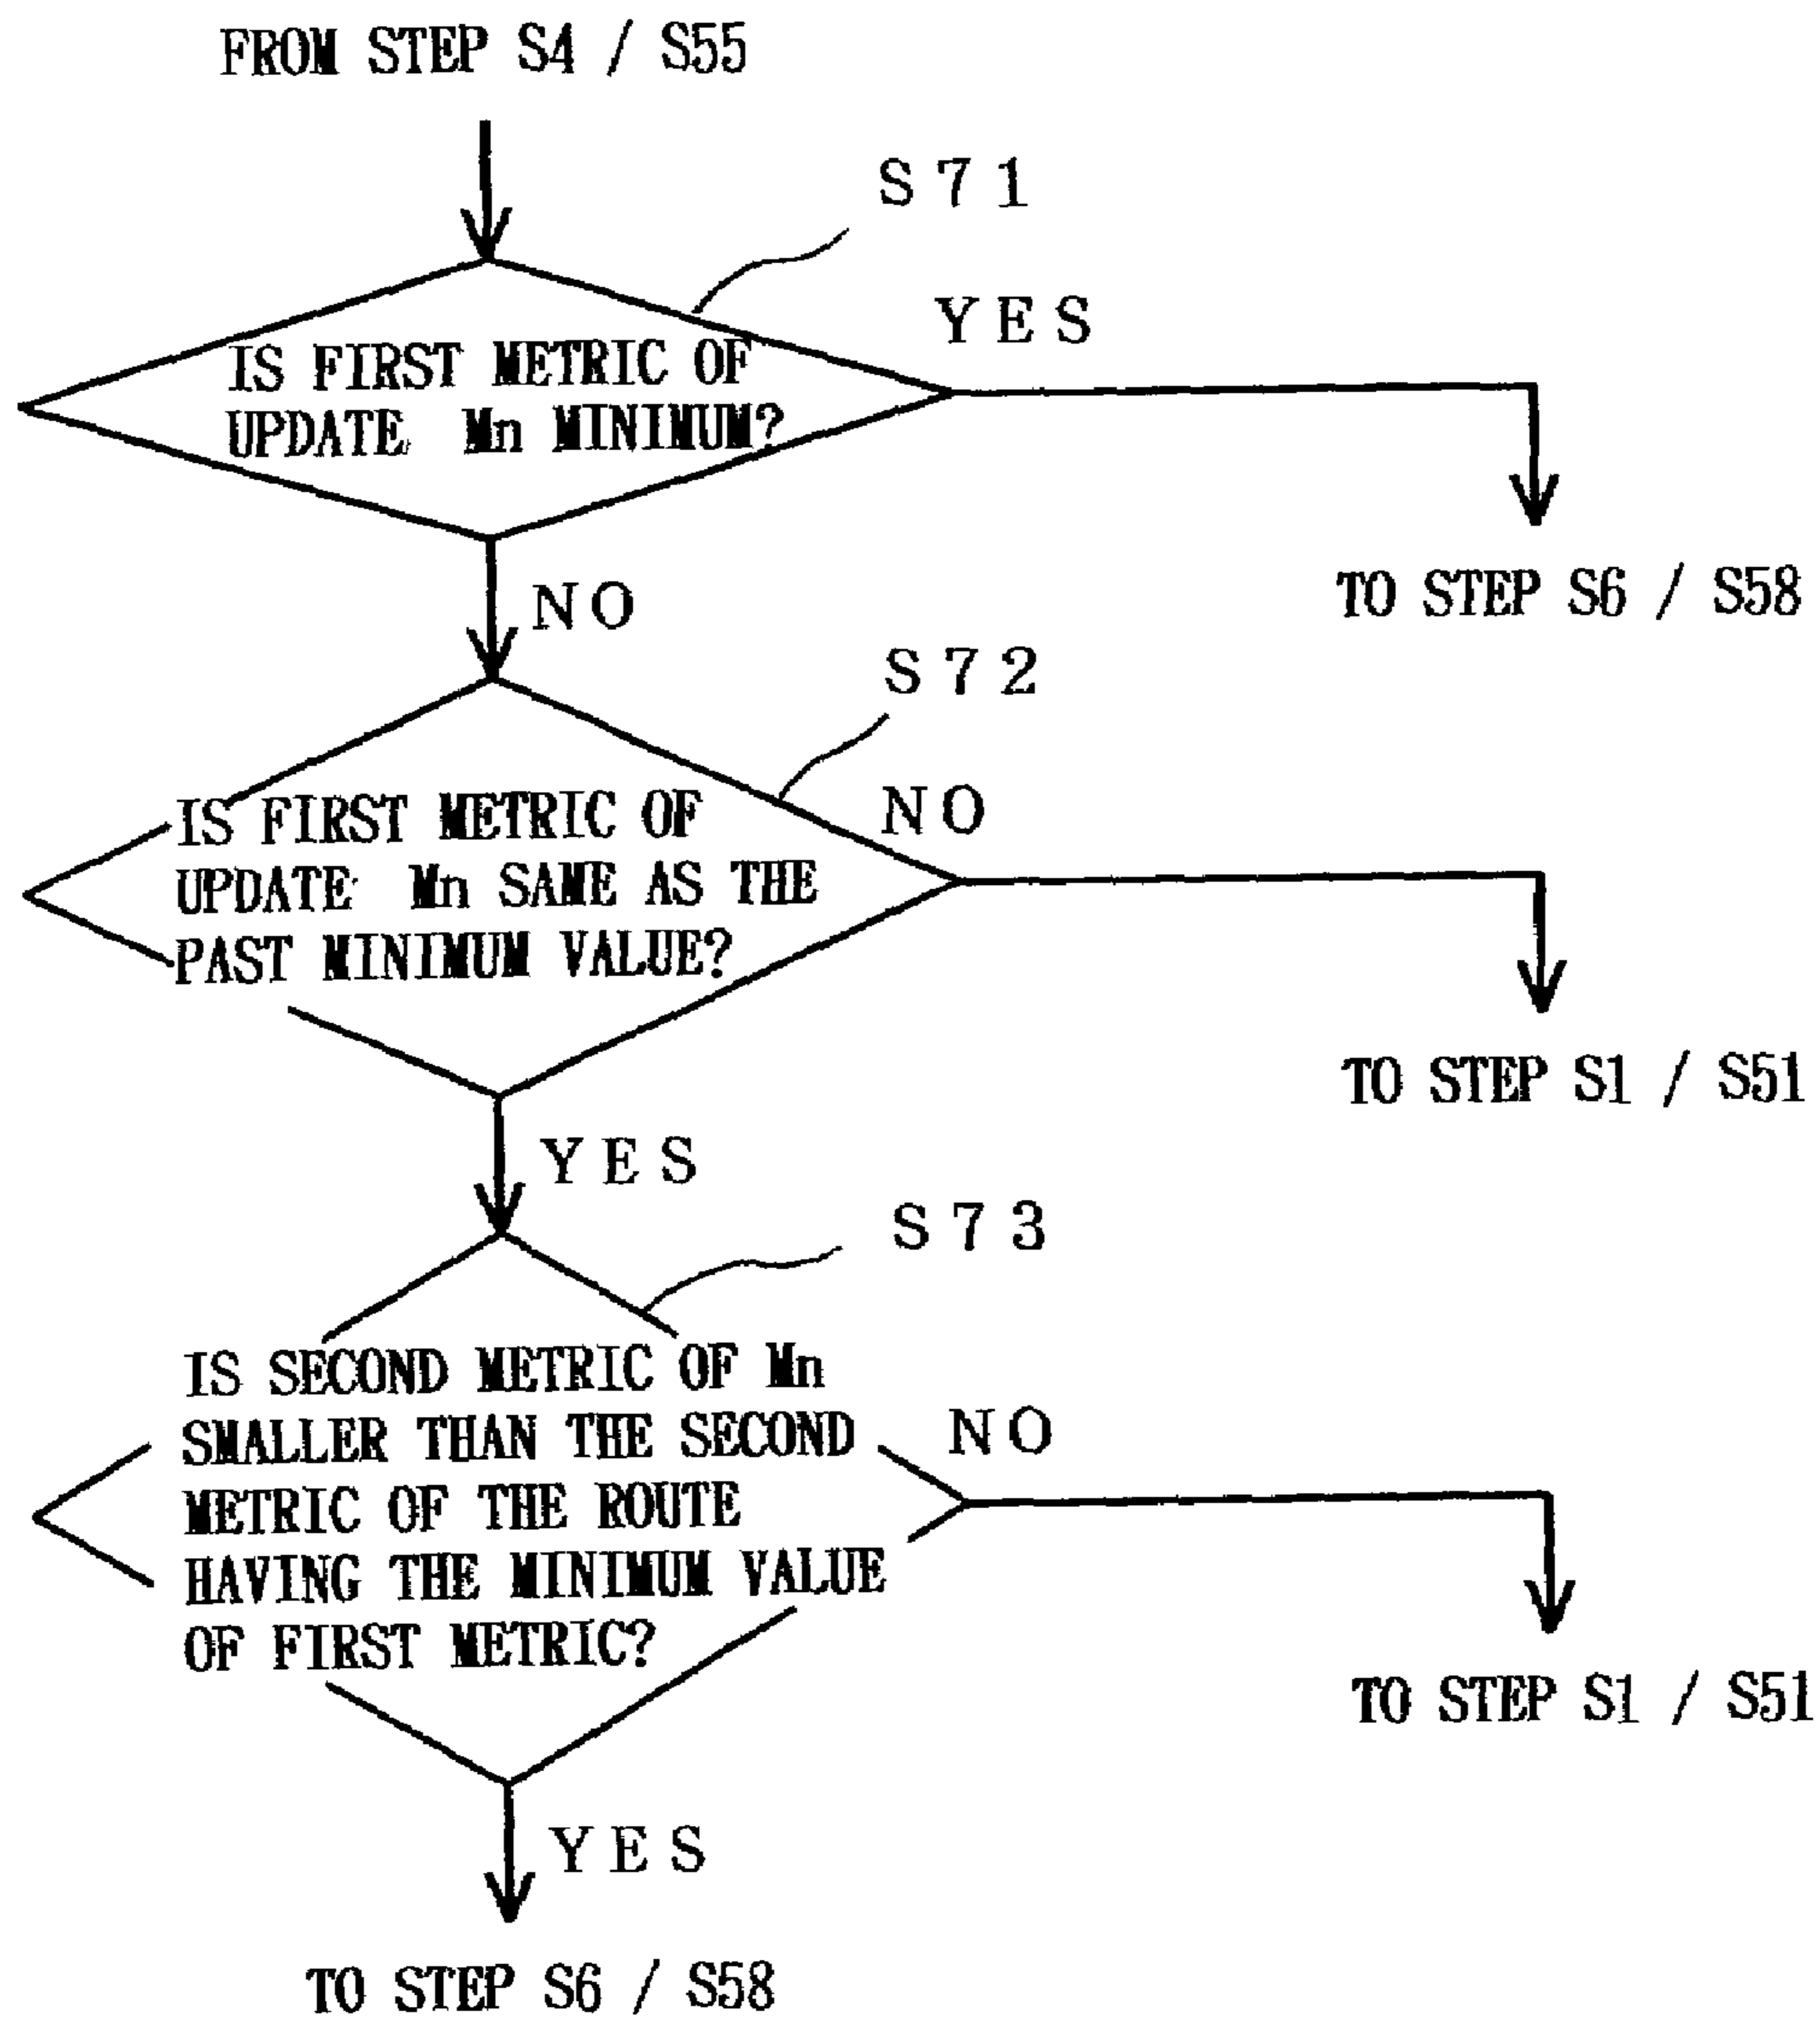 FROM STEP S4 / S55
S71
YES
IS FIRST METRIC OF
UPDATE Mn MINIMUM?
TO STEP S6 / S58
NO
S72
NO
IS FIRST METRIC OF
UPDATE Mn SAME AS THE
PAST MINIMUM VALUE?
TO STEP S1 / S51
YES
S73
IS SECOND METRIC OF Mn
SMALLER THAN THE SECOND
METRIC OF THE ROUTE
HAVING THE MINIMUM VALUE
OF FIRST METRIC?
NO
TO STEP S1 / S51
YES
TO STEP S6 / S58